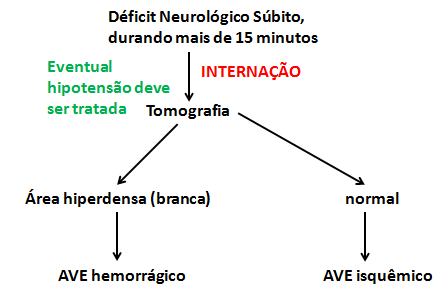 Déficit Neurológico Súbito,
durando mais de 15 minutos
Eventual
hipotensão deve
ser tratada
INTERNAÇÃO
Tomografia
Área hiperdensa (branca)
normal
AVE hemorrágico
AVE isquêmico